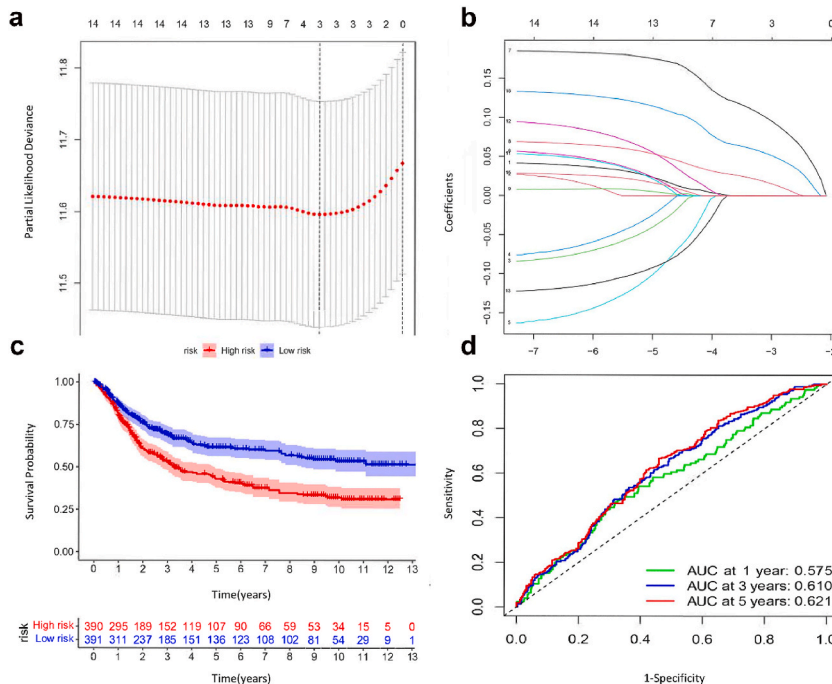 a
14 14 14 14 14 13 13 13 9 7 4 3 3 3 2 0
Partial Likelihood Deviance
11.8
11.7
11.6
11.5
b
14 14 13 7 3 0
Coefficients
0.15
0.10
0.05
0.00
−0.05
−0.10
−0.15
7
12
8
1
9
3
5
−7 −6 −5 −4 −3 −2
c
risk High risk Low risk
Survival Probability
1.00
0.75
0.50
0.25
0.00
0 1 2 3 4 5 6 7 8 9 10 11 12 13
Time(years)
risk
High risk 390 295 189 152 119 107 90 66 59 53 34 15 5 0
Low risk 391 311 237 185 151 136 123 108 102 81 54 29 9 1
0 1 2 3 4 5 6 7 8 9 10 11 12 13
Time(years)
d
Sensitivity
1.0
0.8
0.6
0.4
0.2
0.0
AUC at 1 year: 0.575
AUC at 3 years: 0.610
AUC at 5 years: 0.621
0.0 0.2 0.4 0.6 0.8 1.0
1-Specificity